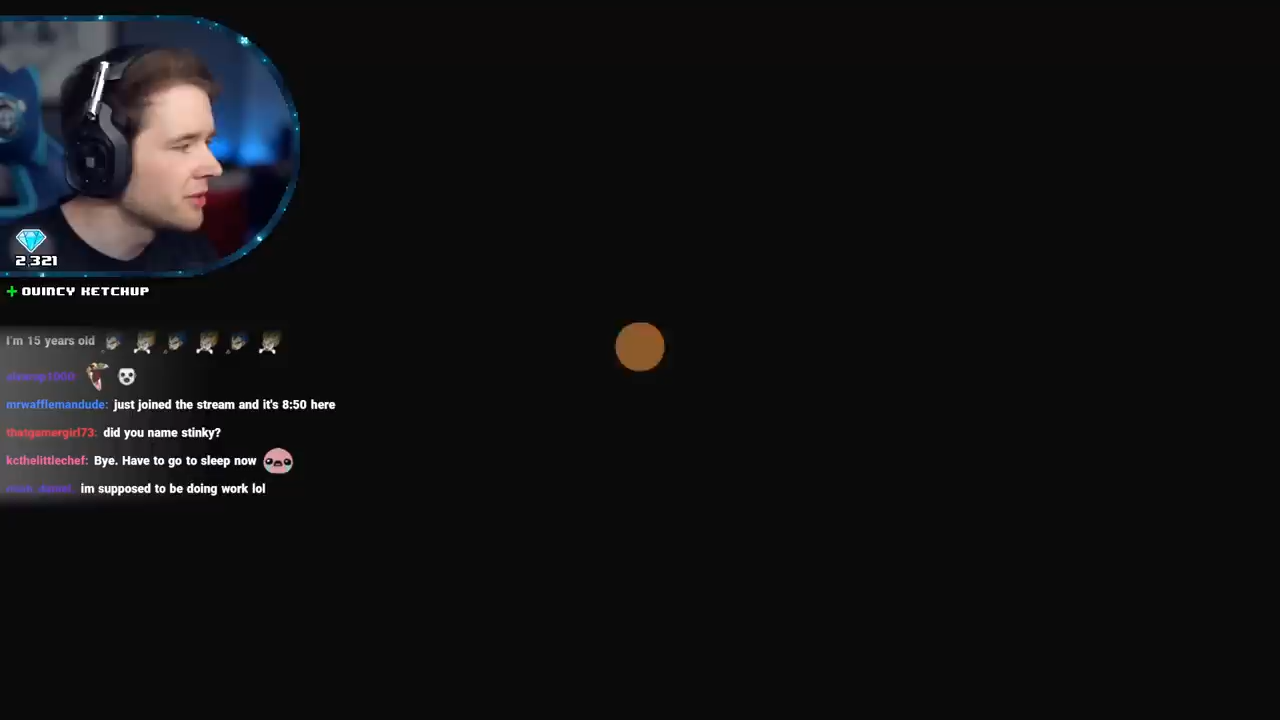 2,321
+ QUINCY KETCHUP
I'm 15 years old
mrwafflemandude: just joined the stream and it's 8:50 here
thatgamergirl73: did you name stinky?
kcthelittlechef: Bye. Have to go to sleep now
im supposed to be doing work lol